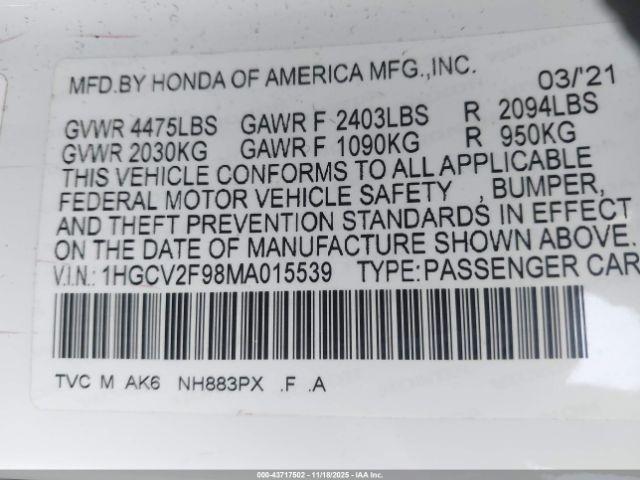 MFD.BY HONDA OF AMERICA MFG.,INC. 03/'21
GVWR 4475LBS GAWR F 2403LBS R 2094LBS
GVWR 2030KG GAWR F 1090KG R 950KG
THIS VEHICLE CONFORMS TO ALL APPLICABLE
FEDERAL MOTOR VEHICLE SAFETY , BUMPER,
AND THEFT PREVENTION STANDARDS IN EFFECT
ON THE DATE OF MANUFACTURE SHOWN ABOVE.
V.I.N.: 1HGCV2F98MA015539 TYPE:PASSENGER CAR
TVC M AK6 NH883PX .F .A
000-43717502 - 11/18/2025 - IAAI.COM